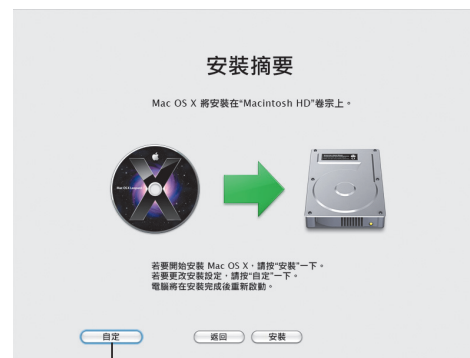 安裝摘要
Mac OS X 將安裝在“Macintosh HD”卷宗上。
Mac OS X Leopard
若要開始安裝 Mac OS X，請按“安裝”一下。
若要更改安裝設定，請按“自定”一下。
電腦將在安裝完成後重新啟動。
自定 返回 安裝